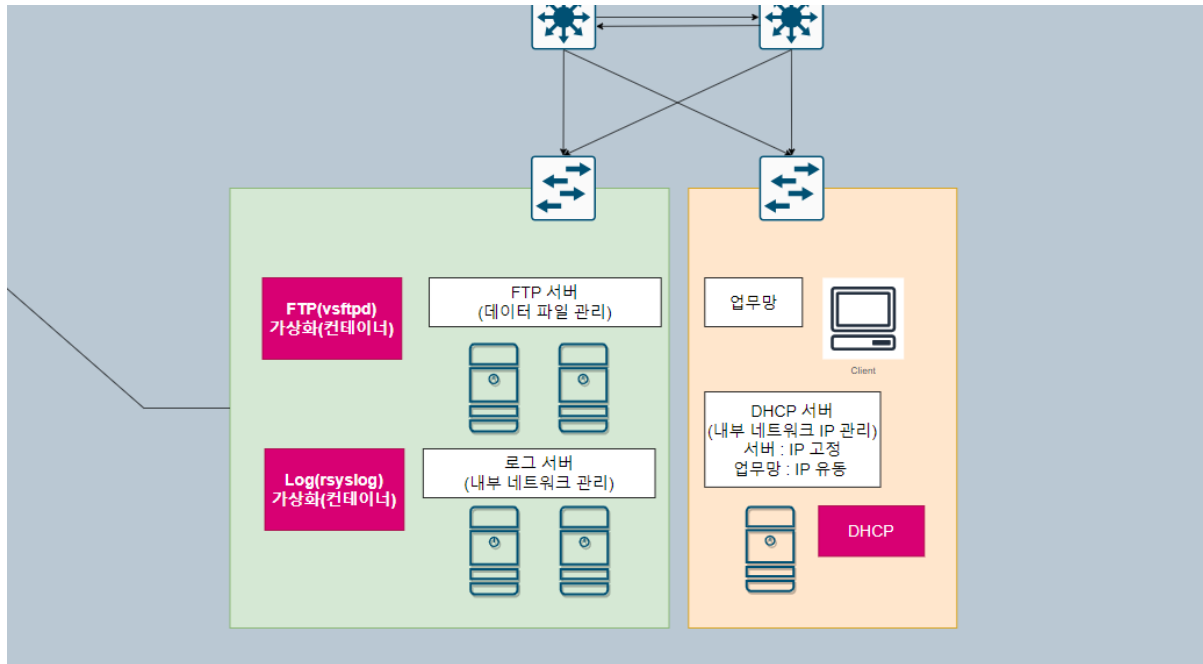 FTP(vsftpd)
가상화(컨테이너)
FTP 서버
(데이터 파일 관리)
Log(rsyslog)
가상화(컨테이너)
로그 서버
(내부 네트워크 관리)
업무망
Client
DHCP 서버
(내부 네트워크 IP 관리)
서버 : IP 고정
업무망 : IP 유동
DHCP